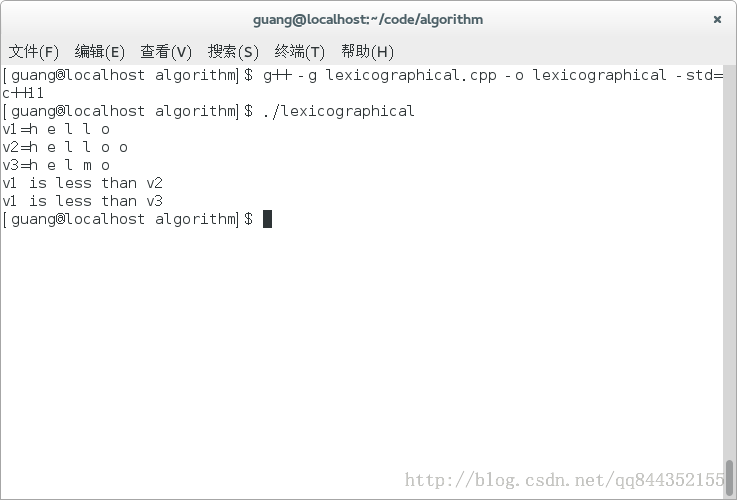 guang@localhost:~/code/algorithm
文件(F) 编辑(E) 查看(V) 搜索(S) 终端(T) 帮助(H)
[guang@localhost algorithm]$ g++ -g lexicographical.cpp -o lexicographical -std=
c++11
[guang@localhost algorithm]$ ./lexicographical
v1=h e l l o
v2=h e l l o o
v3=h e l m o
v1 is less than v2
v1 is less than v3
[guang@localhost algorithm]$
http://blog.csdn.net/qq844352155